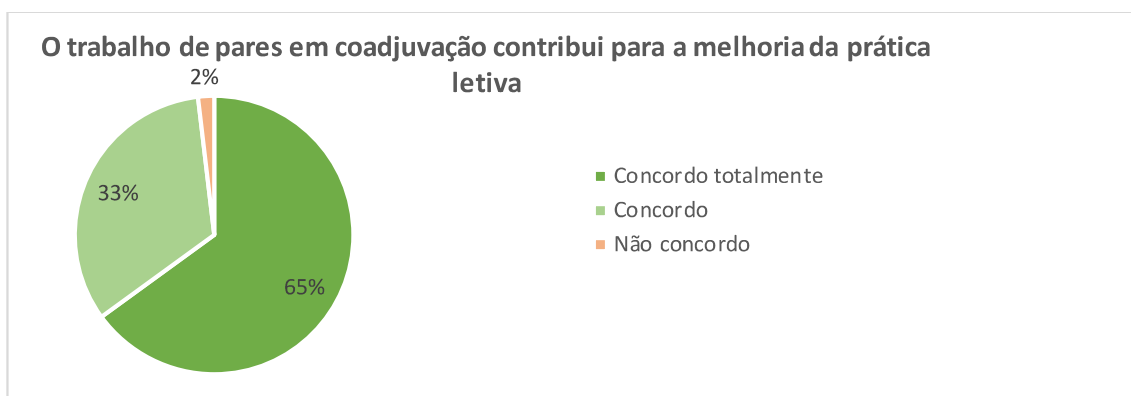 O trabalho de pares em coadjuvação contribui para a melhoria da prática
letiva
2%
33%
65%
Concordo totalmente
Concordo
Não concordo